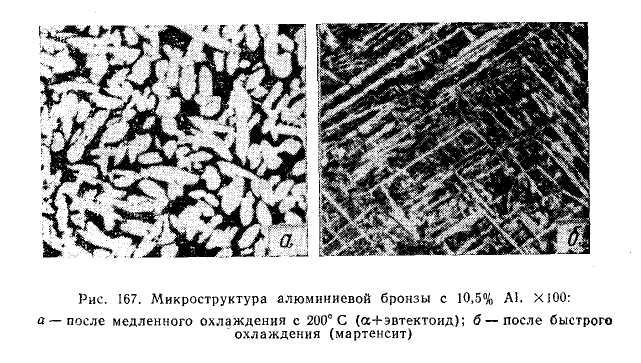 а
б
Рис. 167. Микроструктура алюминиевой бронзы с 10,5% Al. ×100:
а — после медленного охлаждения с 200° С (α+эвтектоид); б — после быстрого
охлаждения (мартенсит)